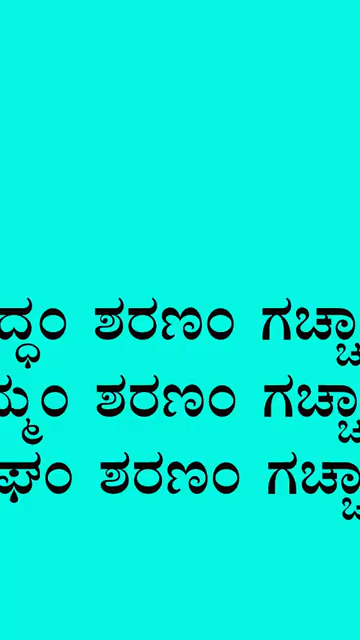 ದ್ಧಂ ಶರಣಂ ಗಚ್ಛಾ
ಮ್ಮಂ ಶರಣಂ ಗಚ್ಛಾ
ಘಂ ಶರಣಂ ಗಚ್ಛಾ